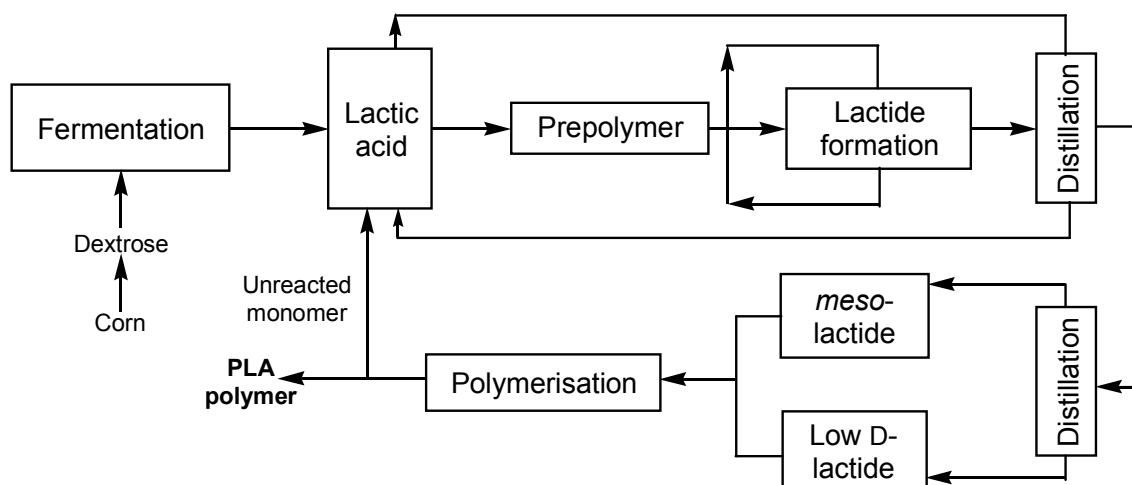 Fermentation
Dextrose
Corn
Lactic
acid
Prepolymer
Lactide
formation
Distillation
Unreacted
monomer
PLA
polymer
Polymerisation
meso-
lactide
Low D-
lactide
Distillation